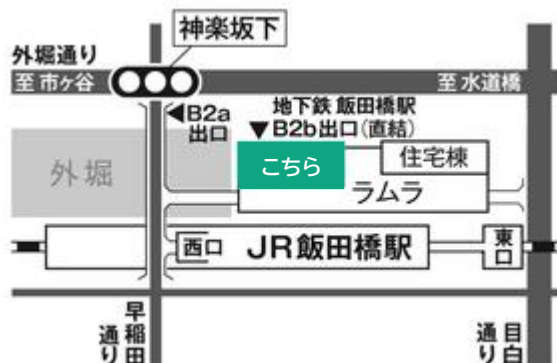 神楽坂下
外堀通り
至市ヶ谷
至水道橋
◀B2a
出口
地下鉄 飯田橋駅
▼B2b出口(直結)
こちら
住宅棟
外堀
ラムラ
西口
JR飯田橋駅
東口
早稲田
通り
目白
通り